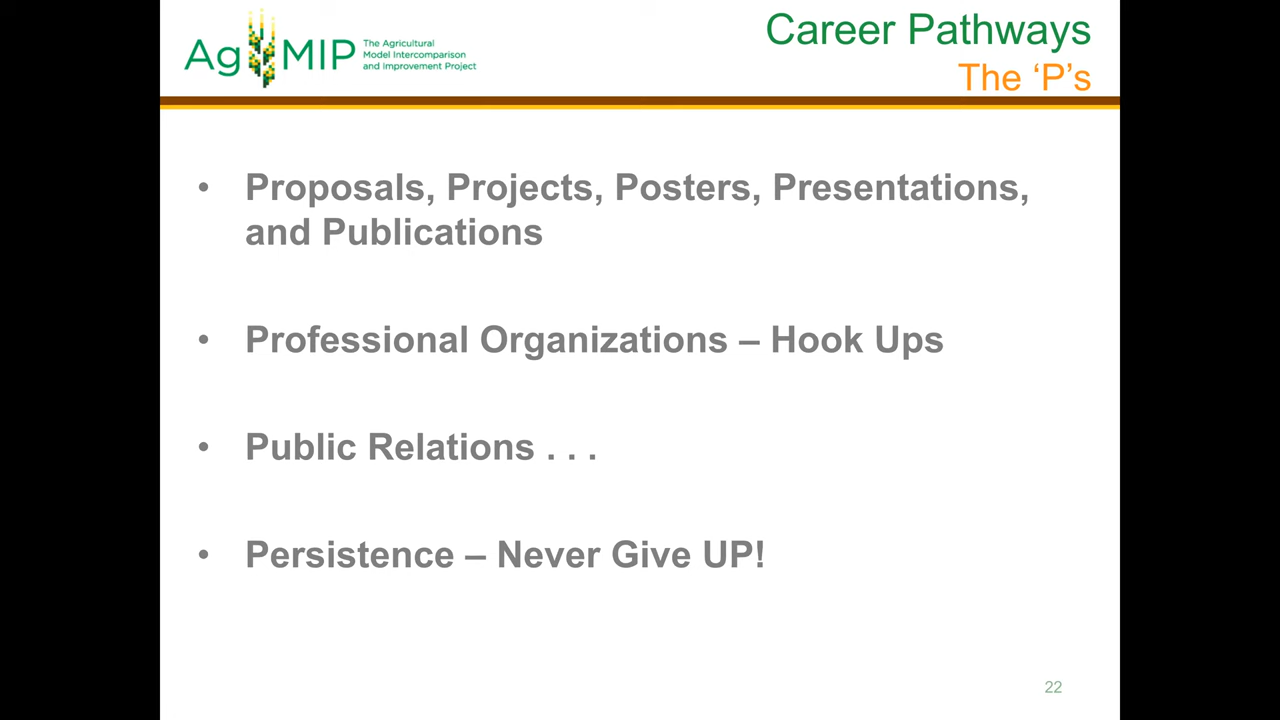 AgMIP
The Agricultural
Model Intercomparison
and Improvement Project
Career Pathways
The ‘P’s
• Proposals, Projects, Posters, Presentations,
and Publications
• Professional Organizations – Hook Ups
• Public Relations . . .
• Persistence – Never Give UP!
22